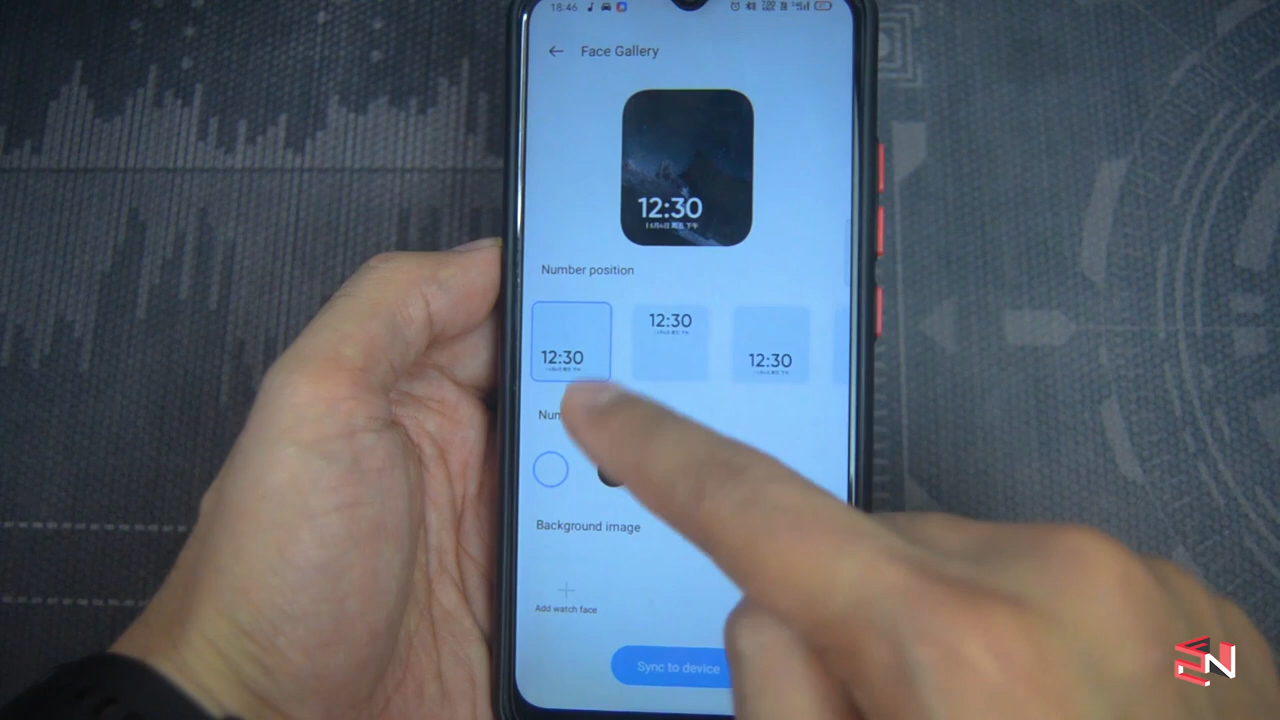 18:46
Face Gallery
12:30
Number position
12:30
12:30
12:30
Num
Background image
Add watch face
Sync to device